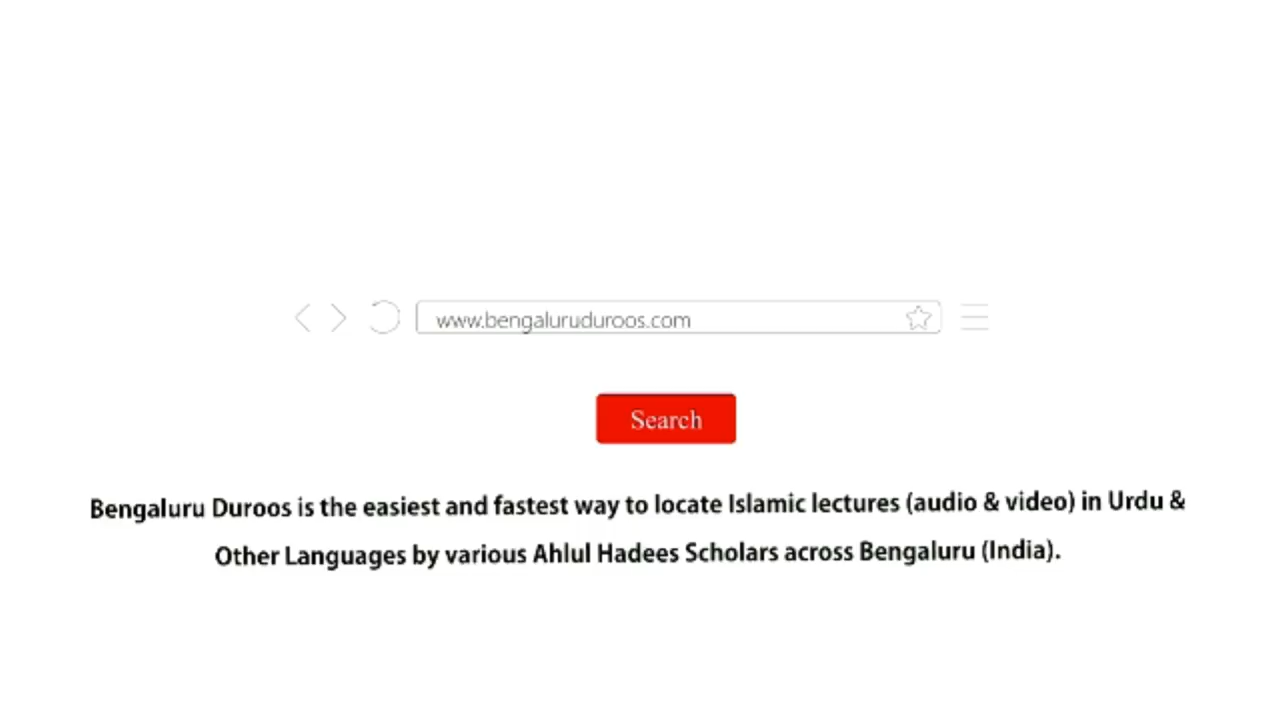 www.bengaluruduroos.com
Search
Bengaluru Duroos is the easiest and fastest way to locate Islamic lectures (audio & video) in Urdu &
Other Languages by various Ahlul Hadees Scholars across Bengaluru (India).